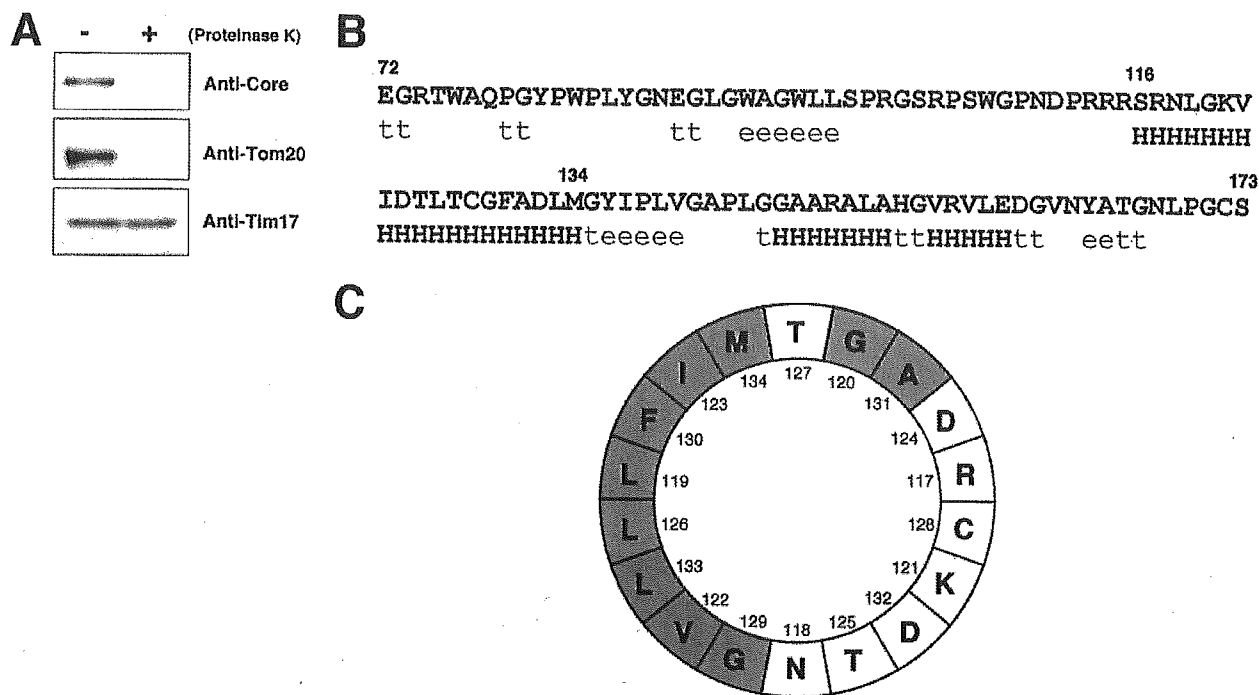 A
- + (Proteinase K)
Anti-Core
Anti-Tom20
Anti-Tim17
B
72 116
EGRTWAQPGYPWPLYGNEGLGWAGWLLSPRGSRPSWGPNDPRRRSRNLGKV
tt tt tt eeeeee HHHHHHH
134 173
IDTLTCGFADLMGYIPLVGAPLGGAARALAHGVRVLEDGVNYATGNLPGCS
HHHHHHHHHHHHteeeee tHHHHHHHttHHHHHtt eett
C
T G A D R C K D T N G V L L L F I M
127 120 131 124 117 128 121 132 125 118 129 122 133 126 119 130 123 134